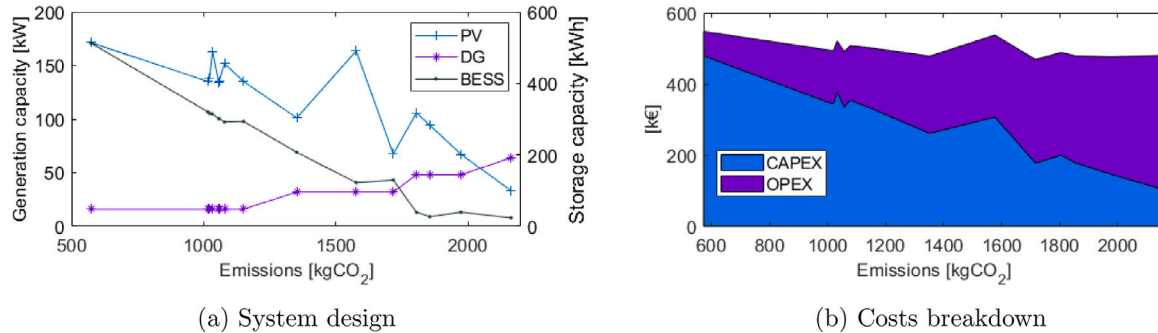 200
150
100
50
0
Generation capacity [kW]
PV
DG
BESS
600
400
200
0
Storage capacity [kWh]
500 1000 1500 2000
Emissions [kgCO2]
(a) System design
600
400
200
0
[k€]
CAPEX
OPEX
600 800 1000 1200 1400 1600 1800 2000
Emissions [kgCO2]
(b) Costs breakdown